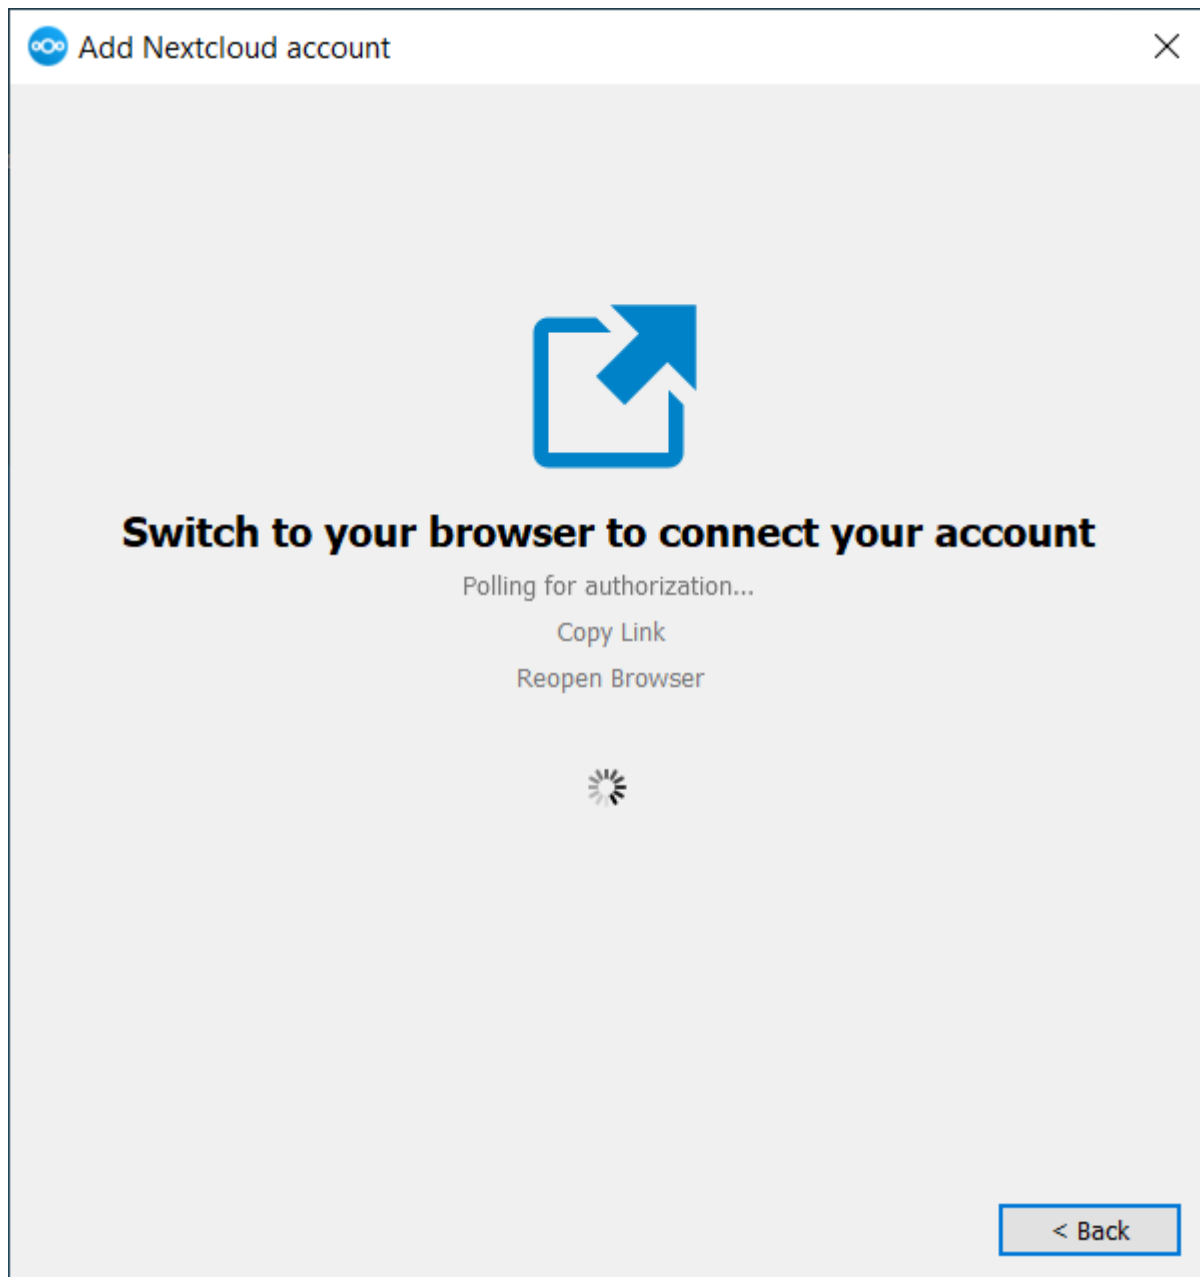 Add Nextcloud account
Switch to your browser to connect your account
Polling for authorization...
Copy Link
Reopen Browser
< Back